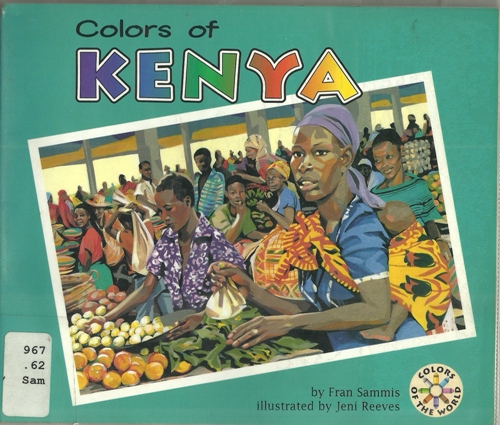 Colors of
KENYA
967
.62
Sam
by Fran Sammis
illustrated by Jeni Reeves
COLORS
OF THE WORLD